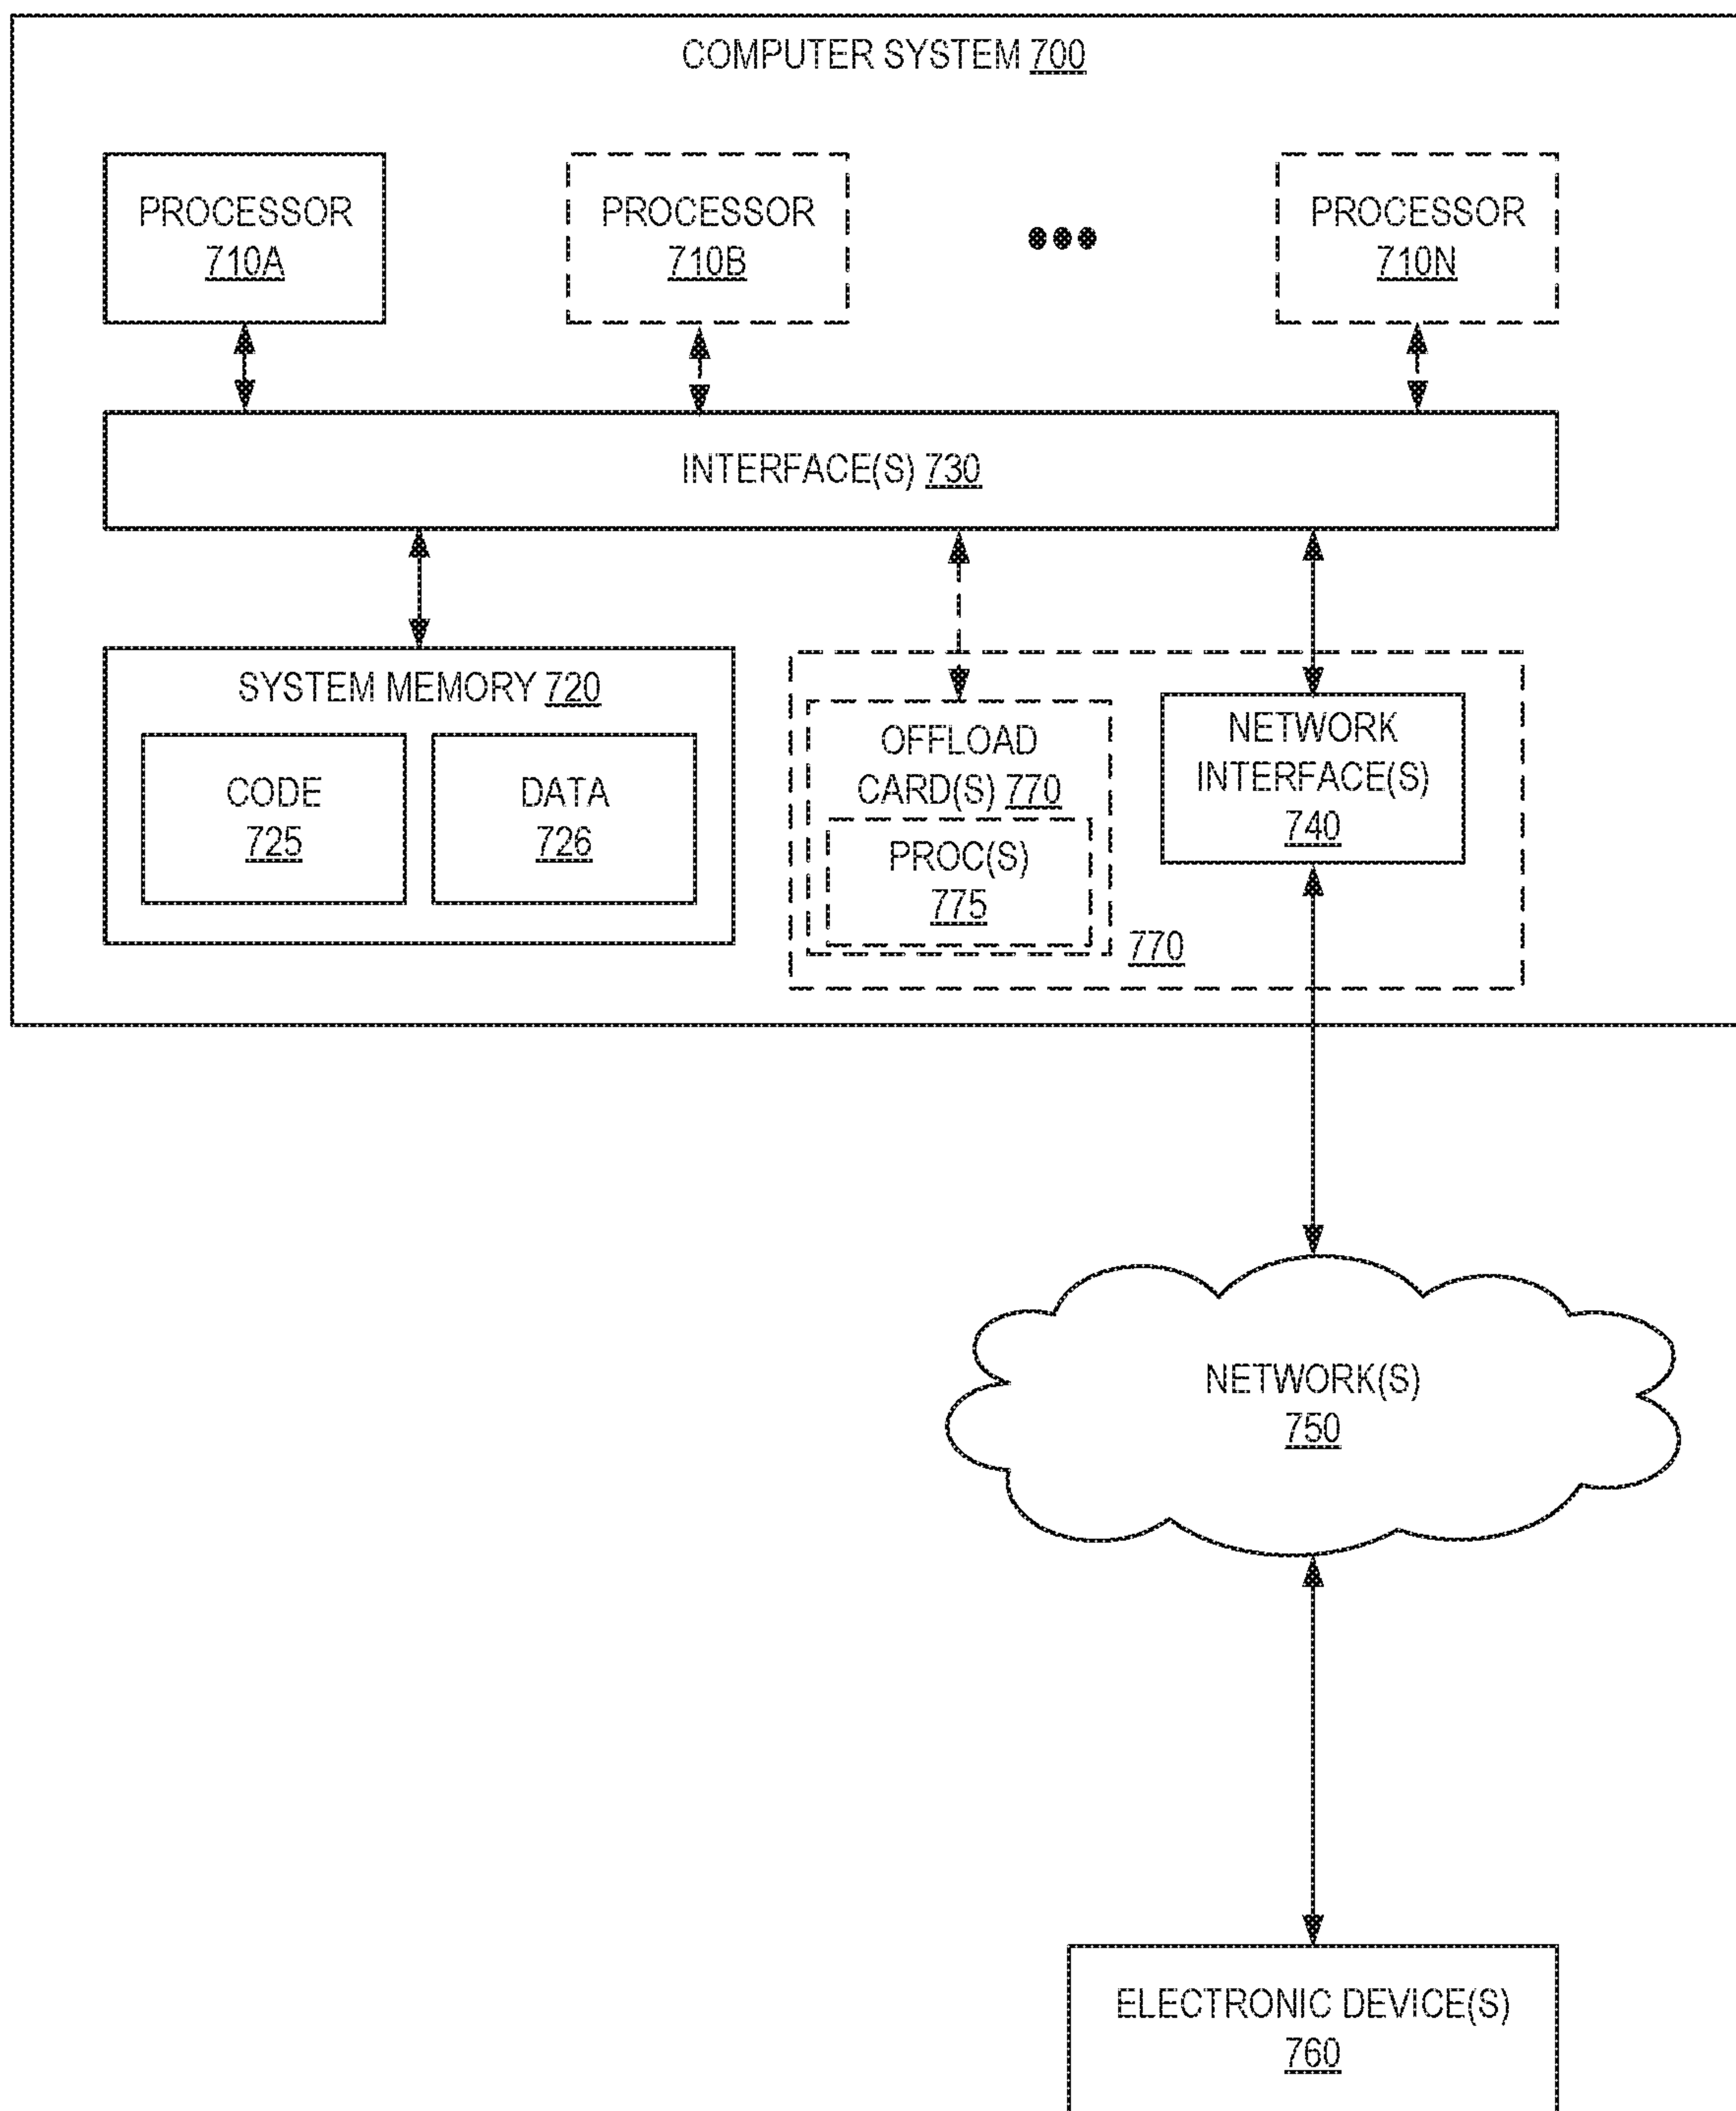 COMPUTER SYSTEM 700
PROCESSOR
710A
PROCESSOR
710B
PROCESSOR
710N
INTERFACE(S) 730
SYSTEM MEMORY 720
CODE
725
DATA
726
OFFLOAD
CARD(S) 770
PROC(S)
775
770
NETWORK
INTERFACE(S)
740
NETWORK(S)
750
ELECTRONIC DEVICE(S)
760